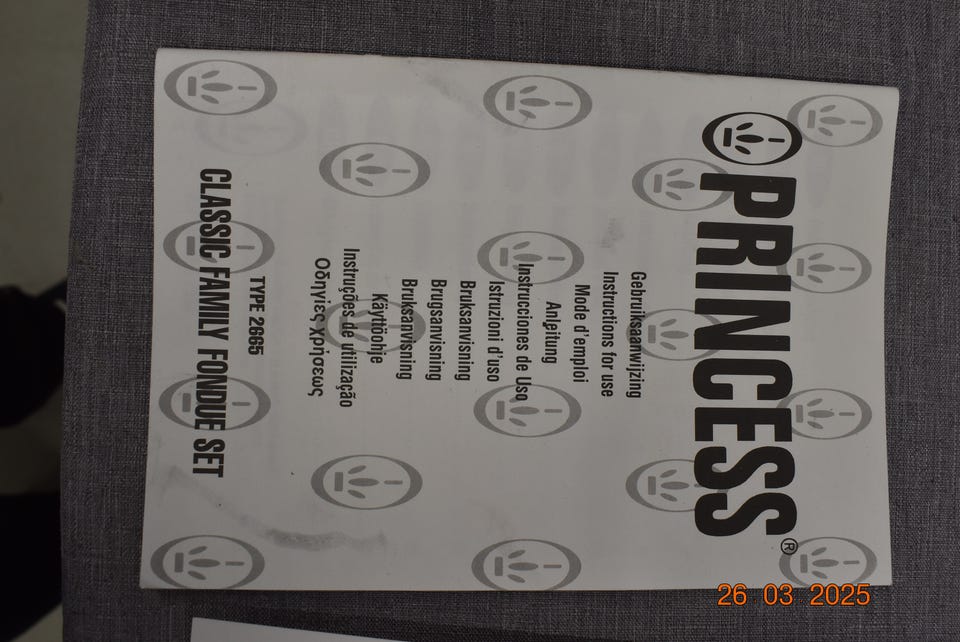 PRINCESS®
Gebruiksaanwijzing
Instructions for use
Mode d'emploi
Anleitung
Instrucciones de Uso
Istruzioni d'uso
Bruksanvisning
Brugsanvisning
Bruksanvisning
Käyttöohje
Instruções de utilização
Οδηγίες χρήσεως
TYPE 2665
CLASSIC FAMILY FONDUE SET
26 03 2025